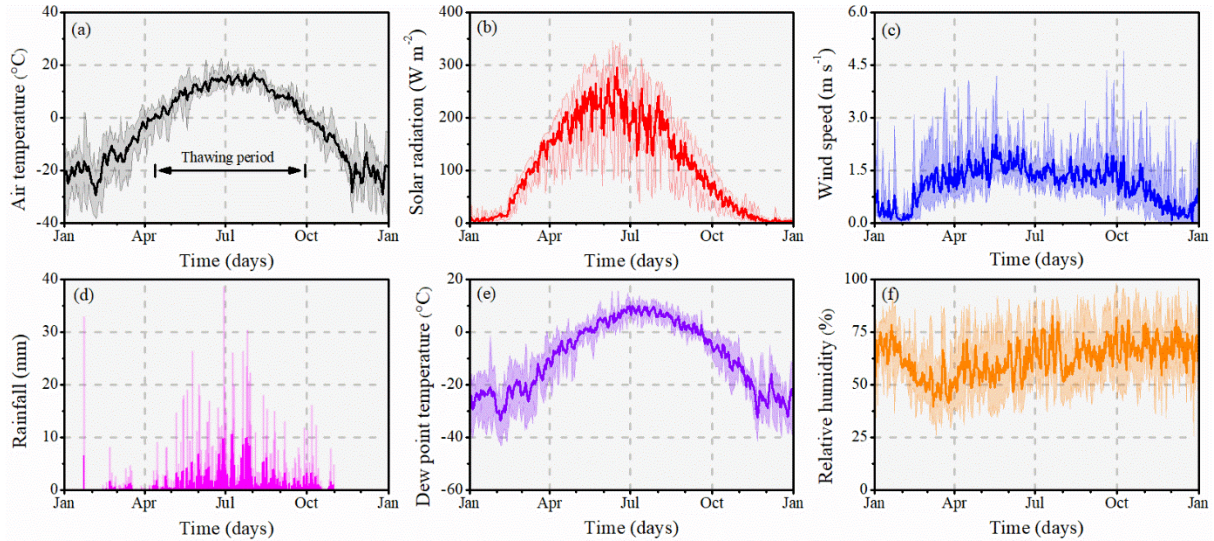 (a)
Air temperature (°C)
40
20
0
-20
-40
Thawing period
Jan Apr Jul Oct Jan
Time (days)
(b)
Solar radiation (W m⁻²)
400
300
200
100
0
Jan Apr Jul Oct Jan
Time (days)
(c)
Wind speed (m s⁻¹)
6.0
4.5
3.0
1.5
0.0
Jan Apr Jul Oct Jan
Time (days)
(d)
Rainfall (mm)
40
30
20
10
0
Jan Apr Jul Oct Jan
Time (days)
(e)
Dew point temperature (°C)
20
0
-20
-40
-60
Jan Apr Jul Oct Jan
Time (days)
(f)
Relative humidity (%)
100
75
50
25
0
Jan Apr Jul Oct Jan
Time (days)